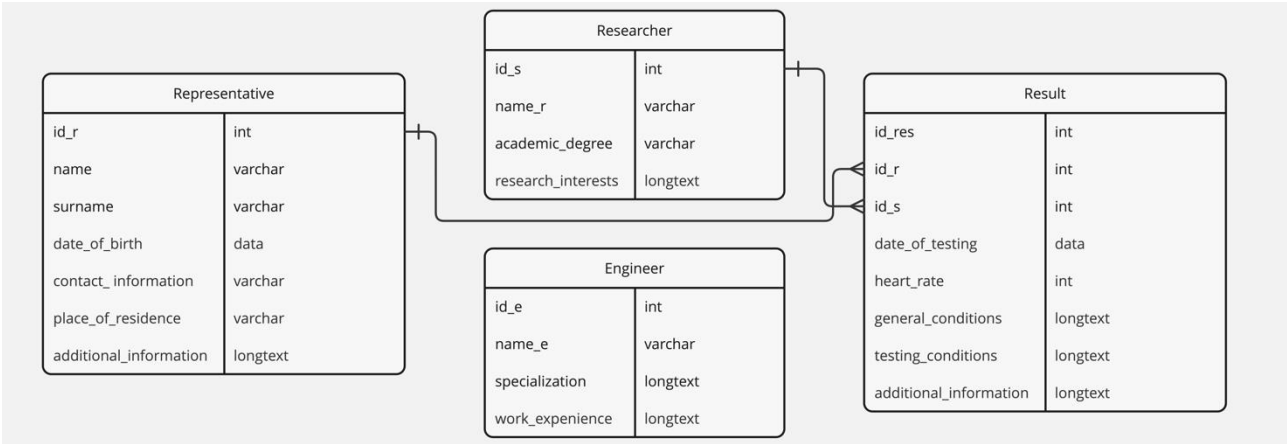 Representative
id_r int
name varchar
surname varchar
date_of_birth data
contact_ information varchar
place_of_residence varchar
additional_information longtext
Researcher
id_s int
name_r varchar
academic_degree varchar
research_interests longtext
Engineer
id_e int
name_e varchar
specialization longtext
work_expenience longtext
Result
id_res int
id_r int
id_s int
date_of_testing data
heart_rate int
general_conditions longtext
testing_conditions longtext
additional_information longtext